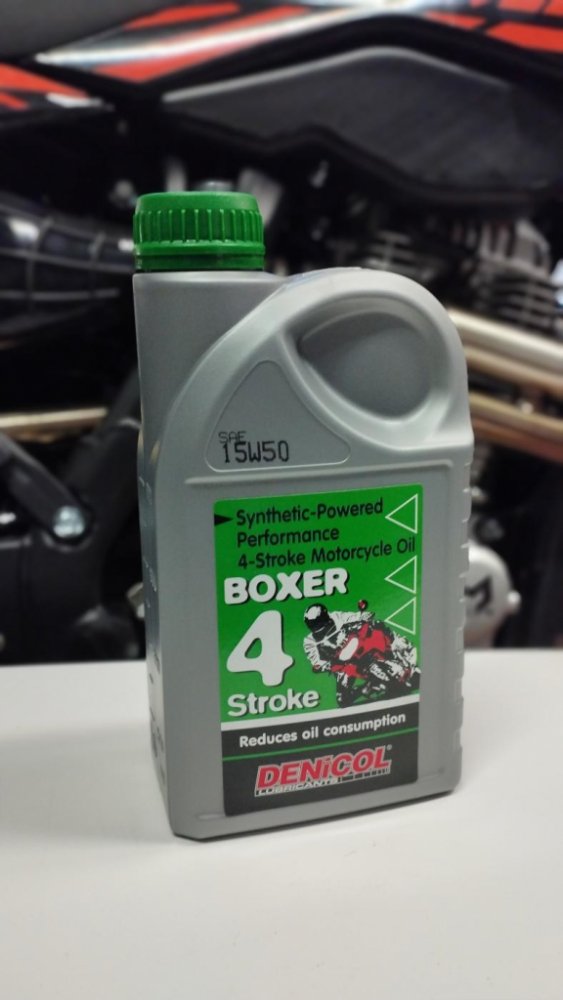 SAE
15W50
Synthetic-Powered
Performance
4-Stroke Motorcycle Oil
BOXER
4
Stroke
Reduces oil consumption
DENiCOL®
LUBRICANTS